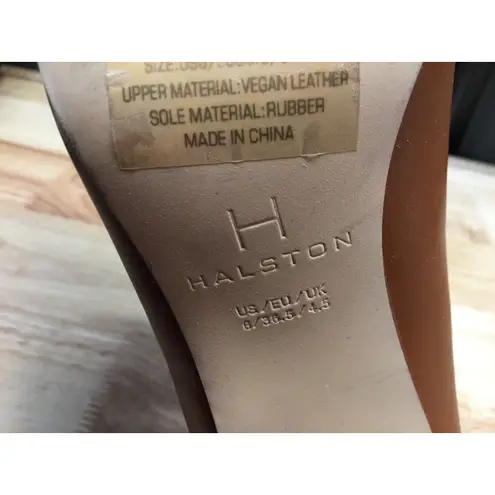 UPPER MATERIAL:VEGAN LEATHER
SOLE MATERIAL:RUBBER
MADE IN CHINA
H
HALSTON
US/EU/UK
6/36.5/4.5